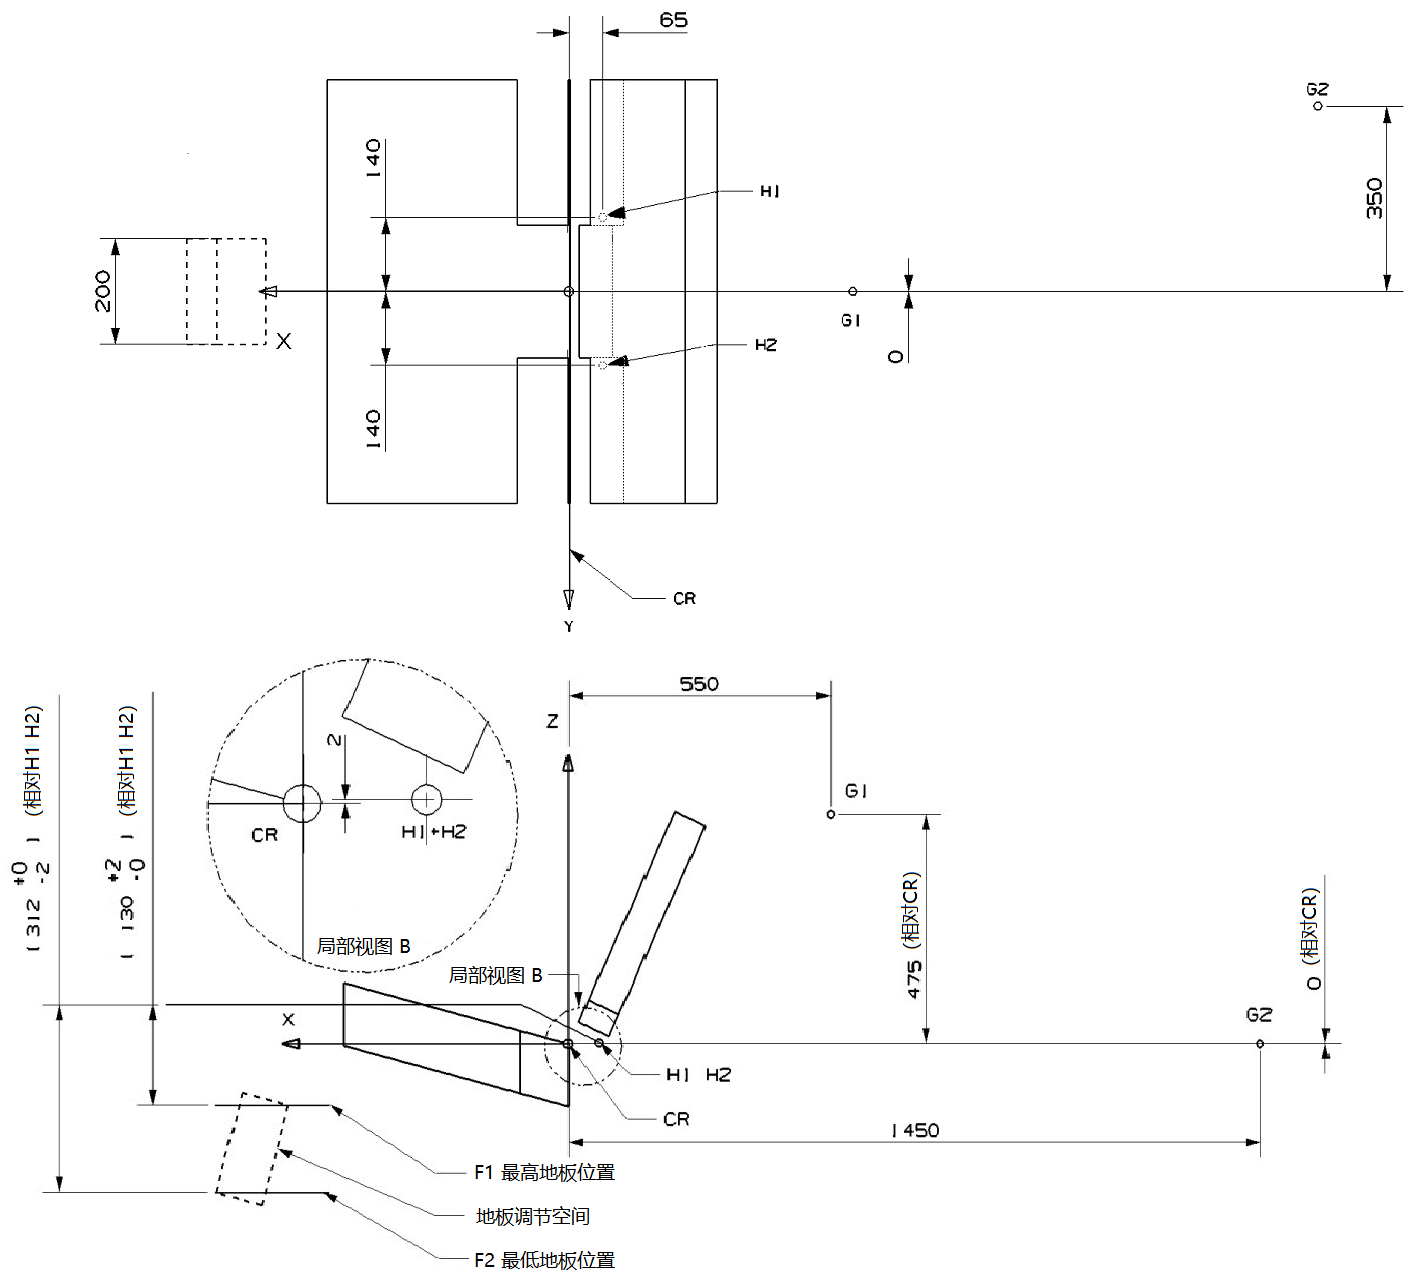 65
G2
140
H1
350
200
X
G1
0
H2
140
CR
Y
550
Z
G1
2
CR
H1+H2
局部视图 B
(312 +0 -2) (相对H1 H2)
(130 +2 -0) (相对H1 H2)
局部视图 B
475 (相对CR)
0 (相对CR)
X
G2
H1 H2
CR
1450
F1 最高地板位置
地板调节空间
F2 最低地板位置